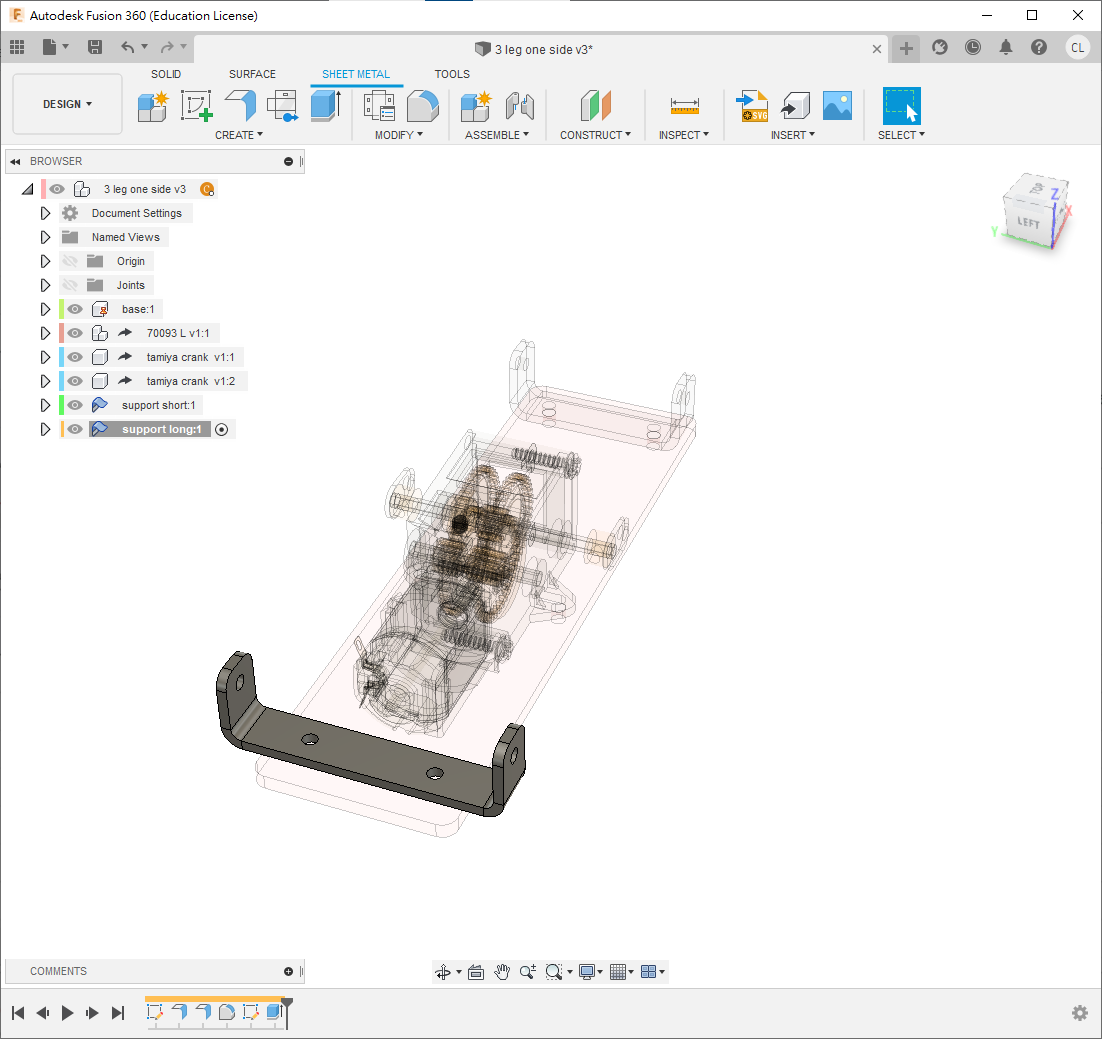 Autodesk Fusion 360 (Education License)
3 leg one side v3*
CL
DESIGN
SOLID
SURFACE
SHEET METAL
TOOLS
CREATE
MODIFY
ASSEMBLE
CONSTRUCT
INSPECT
SVG
INSERT
SELECT
BROWSER
3 leg one side v3
Document Settings
Named Views
Origin
Joints
base:1
70093 L v1:1
tamiya crank v1:1
tamiya crank v1:2
support short:1
support long:1
TOP
Z
X
LEFT
Y
COMMENTS